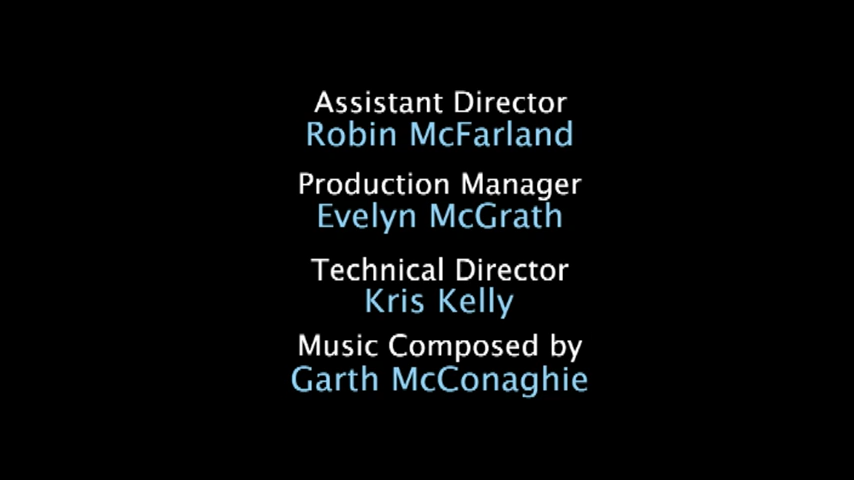 Assistant Director
Robin McFarland
Production Manager
Evelyn McGrath
Technical Director
Kris Kelly
Music Composed by
Garth McConaghie